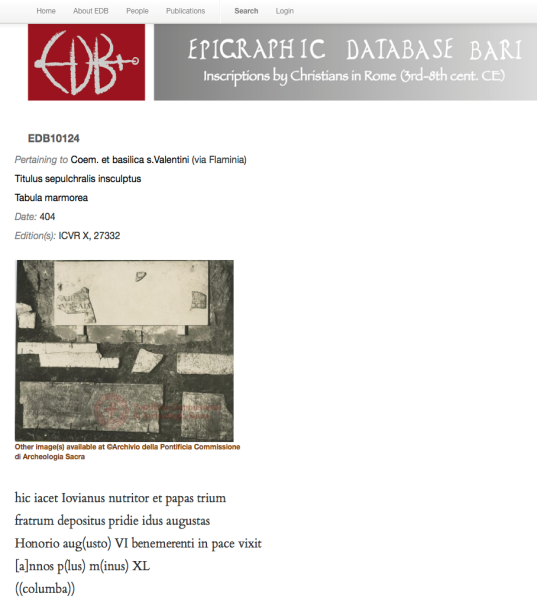 Home About EDB People Publications Search Login
EDB
EPIGRAPHIC DATABASE BARI
Inscriptions by Christians in Rome (3rd-8th cent. CE)
EDB10124
Pertaining to Coem. et basilica s.Valentini (via Flaminia)
Titulus sepulchralis insculptus
Tabula marmorea
Date: 404
Edition(s): ICVR X, 27332
Other image(s) available at ©Archivio della Pontificia Commissione
di Archeologia Sacra
hic iacet Iovianus nutritor et papas trium
fratrum depositus pridie idus augustas
Honorio aug(usto) VI benemerenti in pace vixit
[a]nnos p(lus) m(inus) XL
((columba))